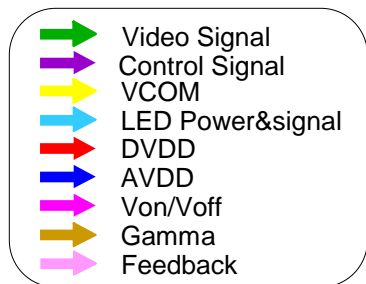 Video Signal
Control Signal
VCOM
LED Power&signal
DVDD
AVDD
Von/Voff
Gamma
Feedback